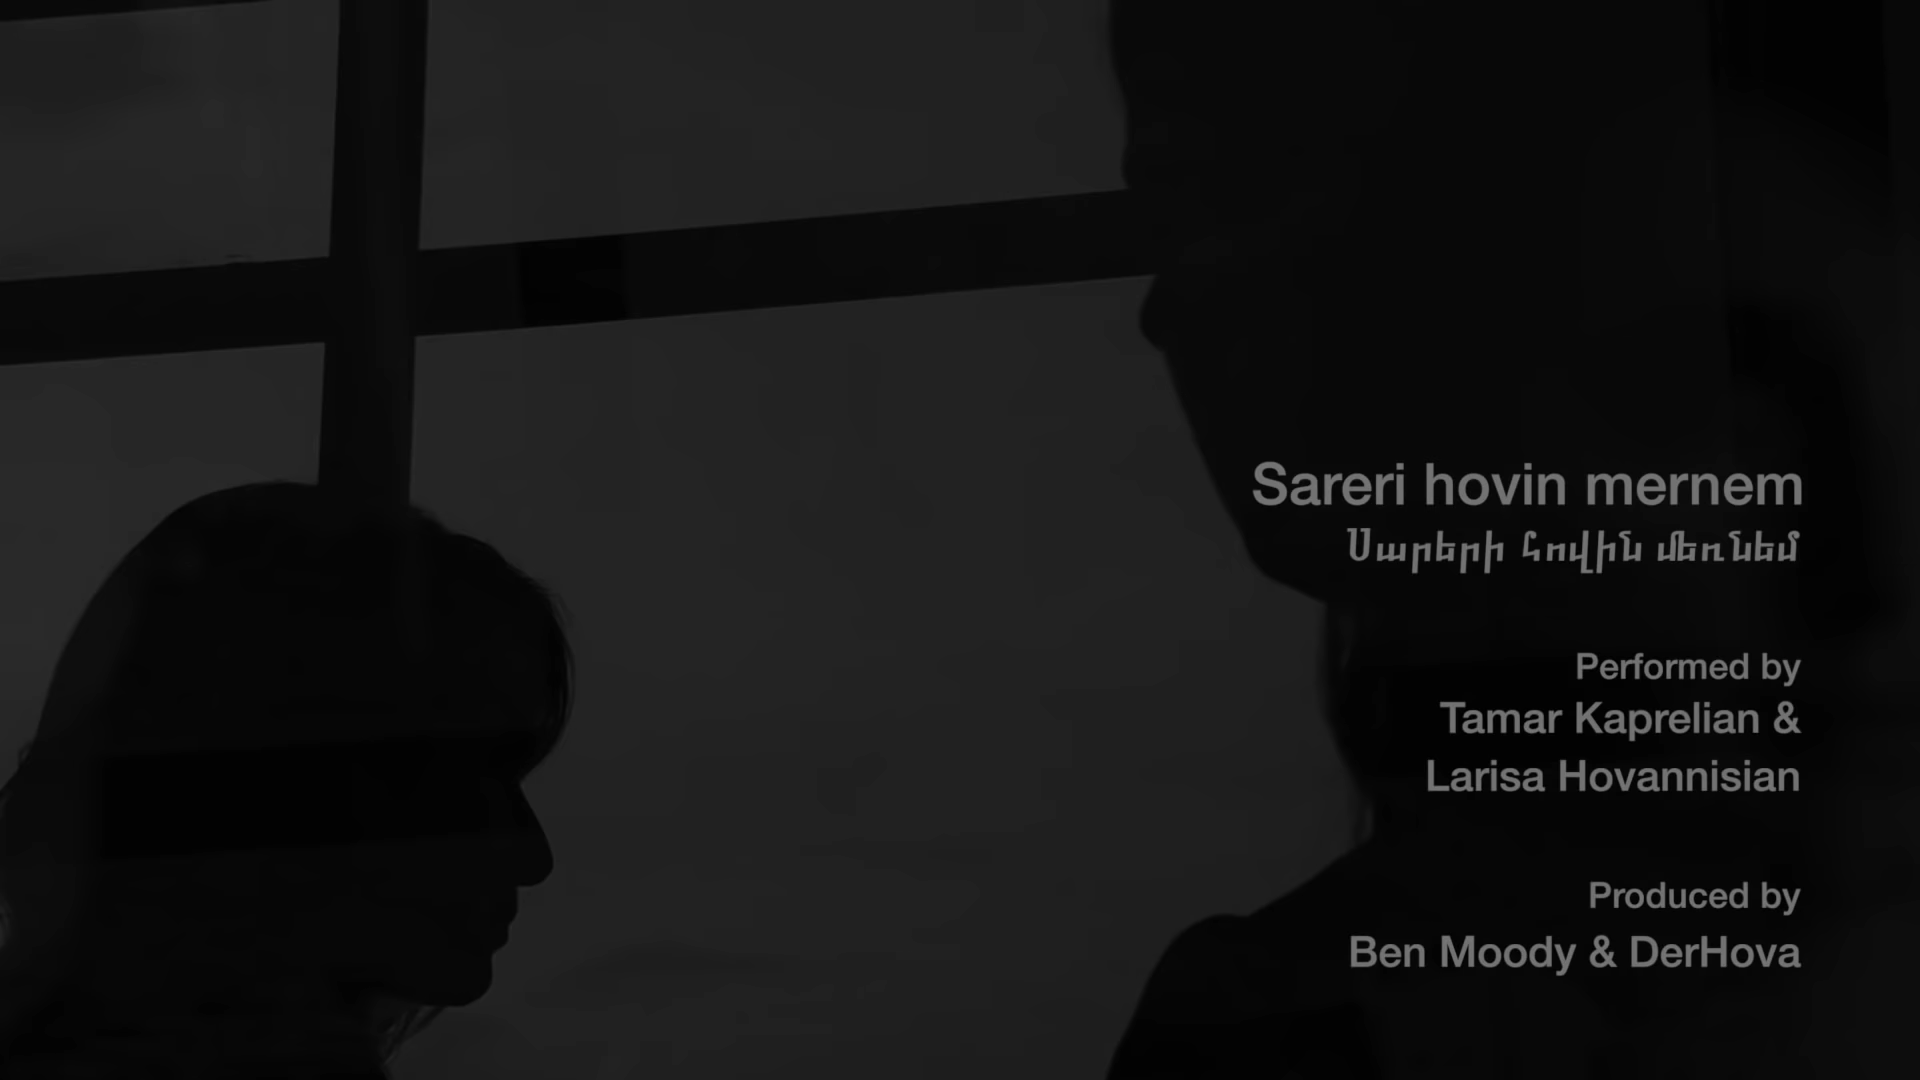 Sareri hovin mernem
Սարերի Հովին մեռնեմ
Performed by
Tamar Kaprelian &
Larisa Hovannisian
Produced by
Ben Moody & DerHova